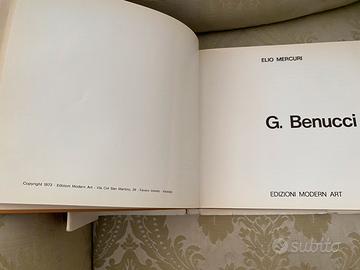 Copyright 1973 - Edizioni Modern Art - Via Col San Martino, 24 -
ELIO MERCURI
G. Benucci
EDIZIONI MODERN ART
subito